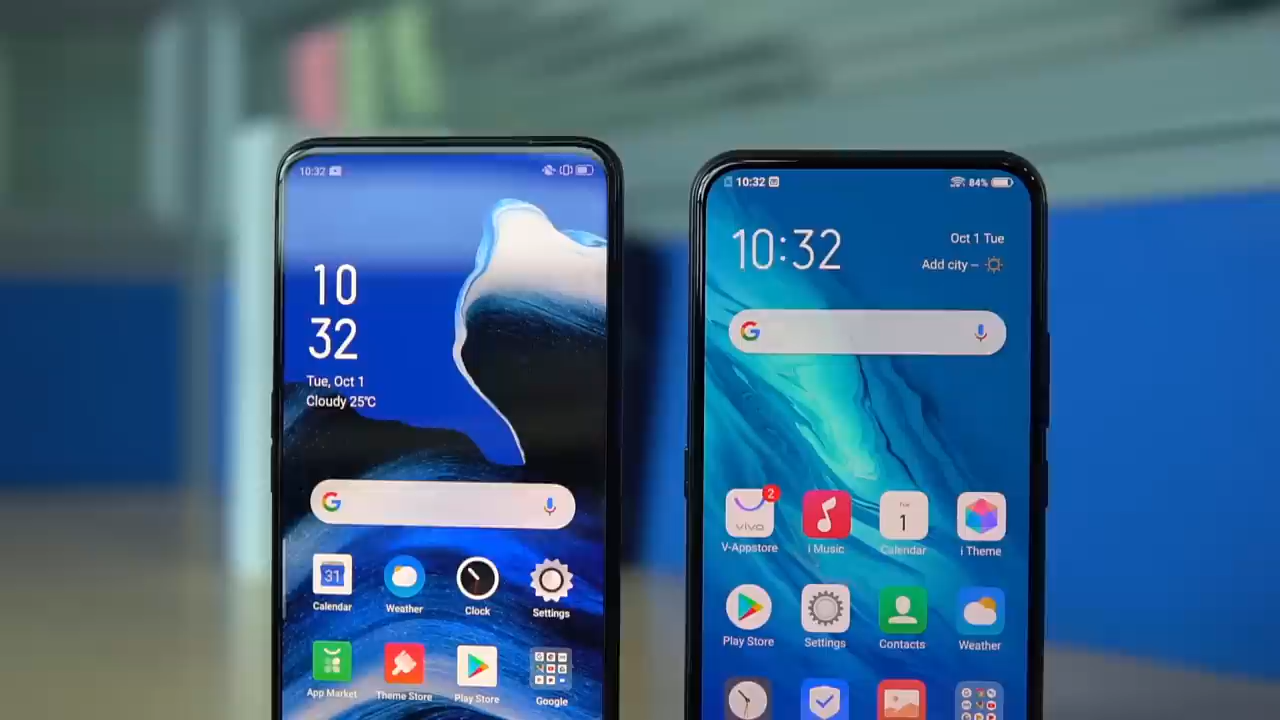 10:32
10
32
Tue, Oct 1
Cloudy 25℃
G
31
Calendar
Weather
Clock
Settings
App Market
Theme Store
Play Store
Google
10:32
84%
10:32
Oct 1 Tue
Add city –
G
2
vivo
V-Appstore
i Music
Tue
1
Calendar
i Theme
Play Store
Settings
Contacts
Weather